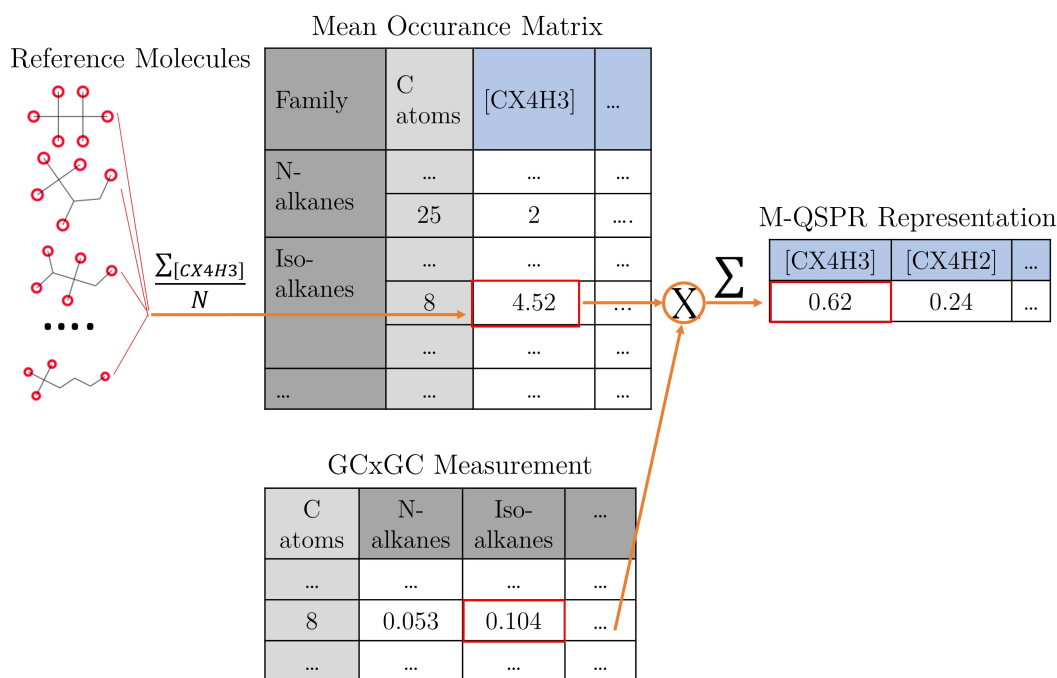 Mean Occurance Matrix
Reference Molecules
Family
C atoms
[CX4H3]
...
N-alkanes
...
...
...
25
2
....
Iso-alkanes
...
...
...
8
4.52
...
...
...
...
...
...
...
...
∑[CX4H3]
N
X
∑
M-QSPR Representation
[CX4H3]
[CX4H2]
...
0.62
0.24
...
GCxGC Measurement
C atoms
N-alkanes
Iso-alkanes
...
...
...
...
8
0.053
0.104
...
...
...
...